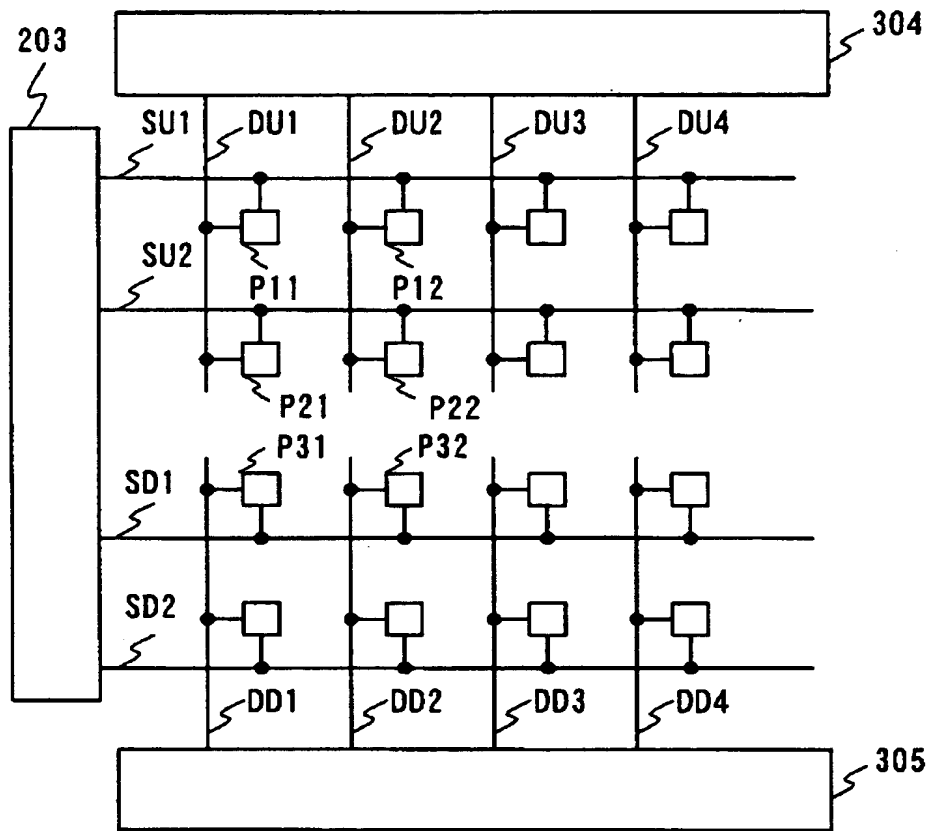 203
304
SU1
DU1
DU2
DU3
DU4
SU2
P11
P12
P21
P22
P31
P32
SD1
SD2
DD1
DD2
DD3
DD4
305